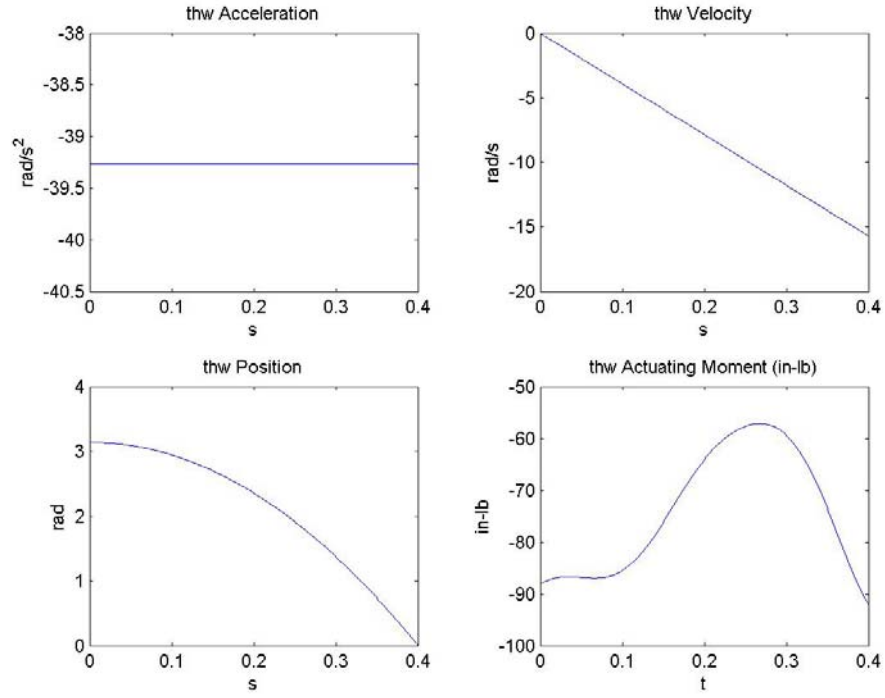 thw Acceleration
-38
-38.5
-39
-39.5
-40
-40.5
rad/s2
0 0.1 0.2 0.3 0.4
s
thw Velocity
0
-5
-10
-15
-20
rad/s
0 0.1 0.2 0.3 0.4
s
thw Position
4
3
2
1
0
rad
0 0.1 0.2 0.3 0.4
s
thw Actuating Moment (in-lb)
-50
-60
-70
-80
-90
-100
in-lb
0 0.1 0.2 0.3 0.4
t